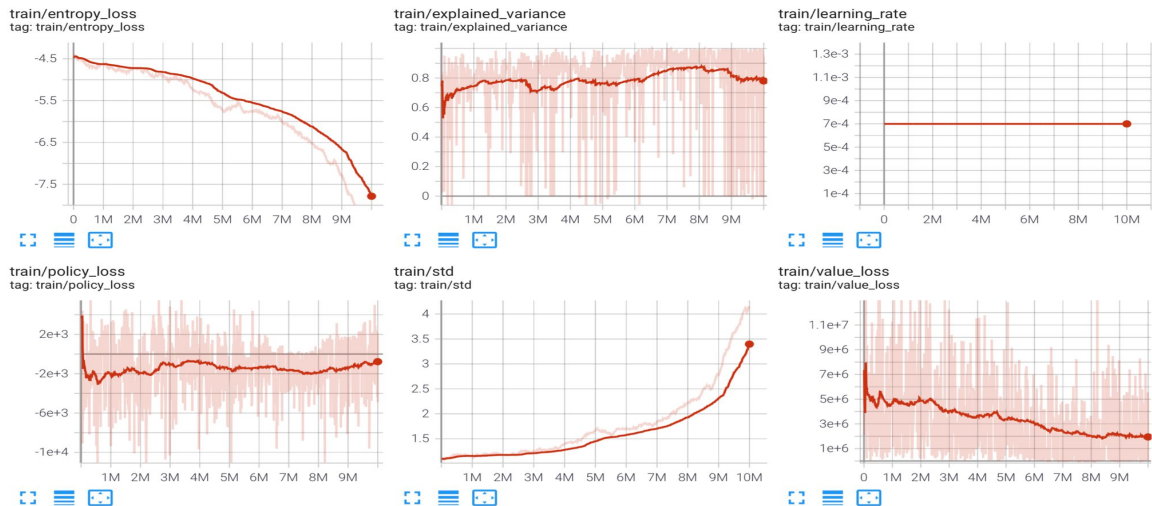 train/entropy_loss
tag: train/entropy_loss
-4.5
-5.5
-6.5
-7.5
0 1M 2M 3M 4M 5M 6M 7M 8M 9M
train/explained_variance
tag: train/explained_variance
0.8
0.6
0.4
0.2
0
1M 2M 3M 4M 5M 6M 7M 8M 9M
train/learning_rate
tag: train/learning_rate
1.3e-3
1.1e-3
9e-4
7e-4
5e-4
3e-4
1e-4
0 2M 4M 6M 8M 10M
train/policy_loss
tag: train/policy_loss
2e+3
-2e+3
-6e+3
-1e+4
1M 2M 3M 4M 5M 6M 7M 8M 9M
train/std
tag: train/std
4
3.5
3
2.5
2
1.5
0 1M 2M 3M 4M 5M 6M 7M 8M 9M 10M
train/value_loss
tag: train/value_loss
1.1e+7
9e+6
7e+6
5e+6
3e+6
1e+6
0 1M 2M 3M 4M 5M 6M 7M 8M 9M